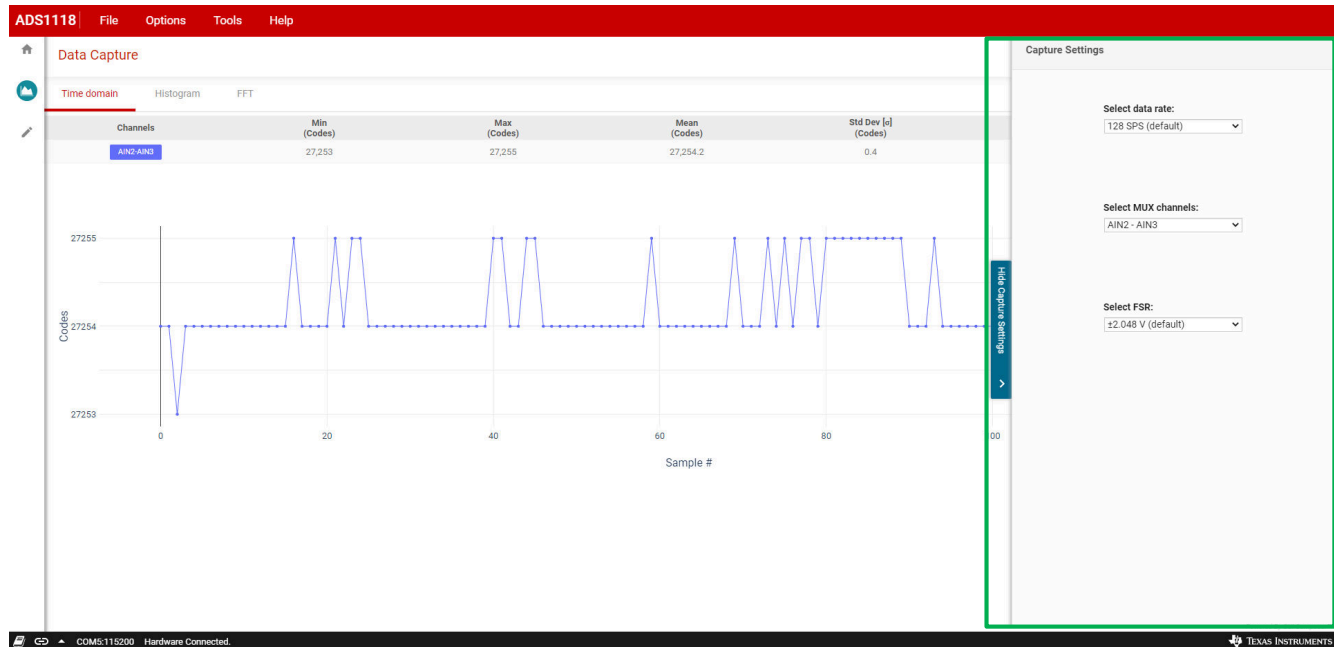 ADS1118 File Options Tools Help
Data Capture
Capture Settings
Time domain Histogram FFT
Channels Min (Codes) Max (Codes) Mean (Codes) Std Dev [σ] (Codes)
AIN2-AIN3 27,253 27,255 27,254.2 0.4
Select data rate:
128 SPS (default)
Select MUX channels:
AIN2 - AIN3
Select FSR:
±2.048 V (default)
Hide Capture Settings
Codes
27255
27254
27253
0 20 40 60 80 00
Sample #
COM5:115200 Hardware Connected.
TEXAS INSTRUMENTS